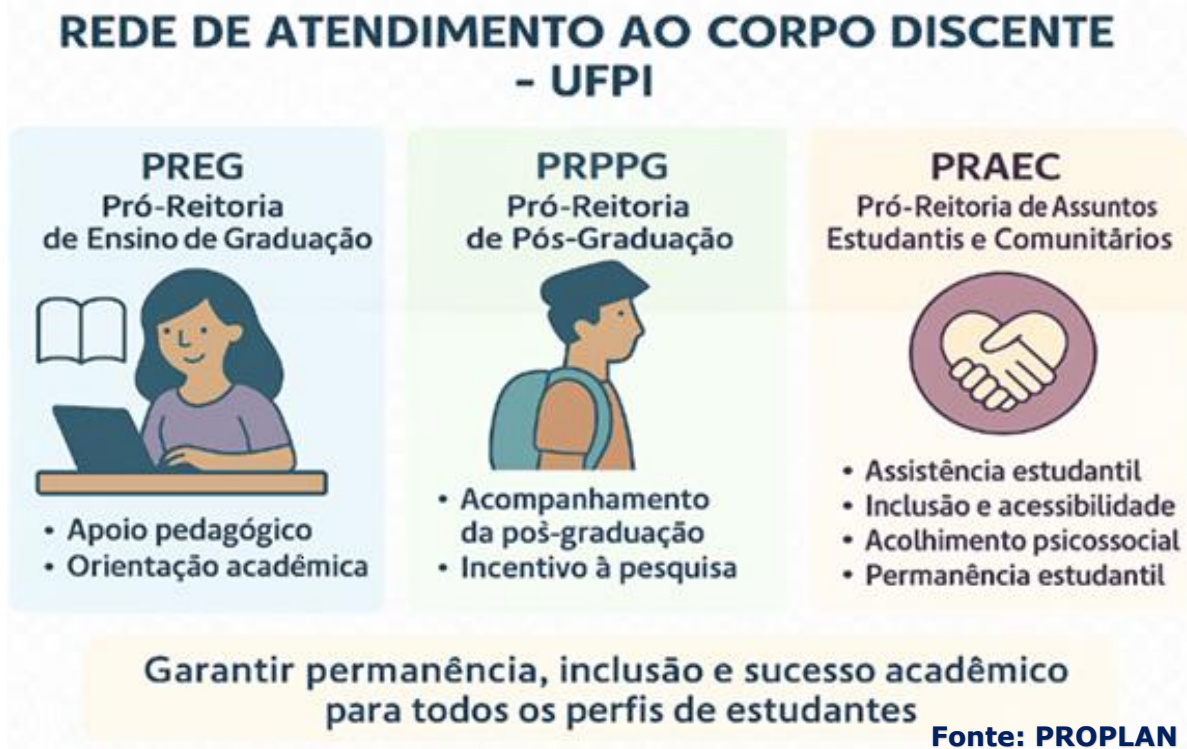 REDE DE ATENDIMENTO AO CORPO DISCENTE
- UFPI
PREG
Pró-Reitoria
de Ensino de Graduação
• Apoio pedagógico
• Orientação acadêmica
PRPPG
Pró-Reitoria
de Pós-Graduação
• Acompanhamento
da pòs-graduação
• Incentivo à pesquisa
PRAEC
Pró-Reitoria de Assuntos
Estudantis e Comunitârios
• Assistência estudantil
• Inclusão e acessibilidade
• Acolhimento psicossocial
• Permanência estudantil
Garantir permanência, inclusão e sucesso acadêmico
para todos os perfis de estudantes
Fonte: PROPLAN